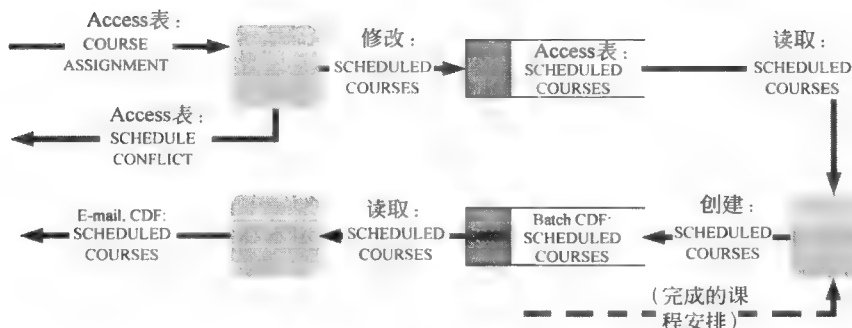 Access表:
COURSE
ASSIGNMENT
修改:
SCHEDULED
COURSES
Access表:
SCHEDULED
COURSES
读取:
SCHEDULED
COURSES
Access表:
SCHEDULE
CONFLICT
E-mail, CDF:
SCHEDULED
COURSES
读取:
SCHEDULED
COURSES
Batch CDF:
SCHEDULED
COURSES
创建:
SCHEDULED
COURSES
(完成的课
程安排)